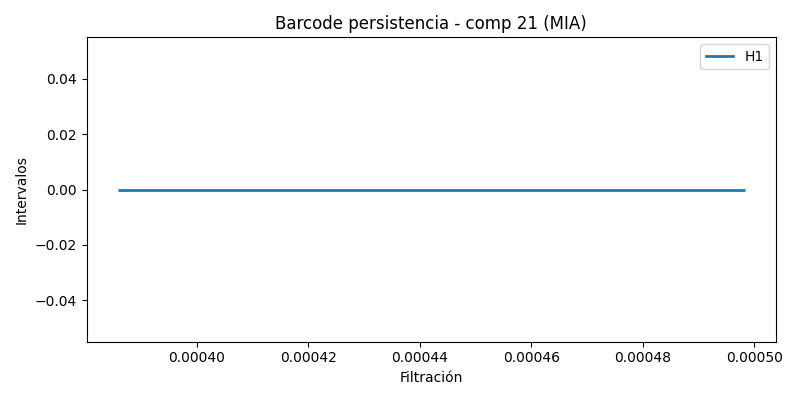 Barcode persistencia - comp 21 (MIA)
H1
0.04
0.02
0.00
−0.02
−0.04
Intervalos
0.00040 0.00042 0.00044 0.00046 0.00048 0.00050
Filtración